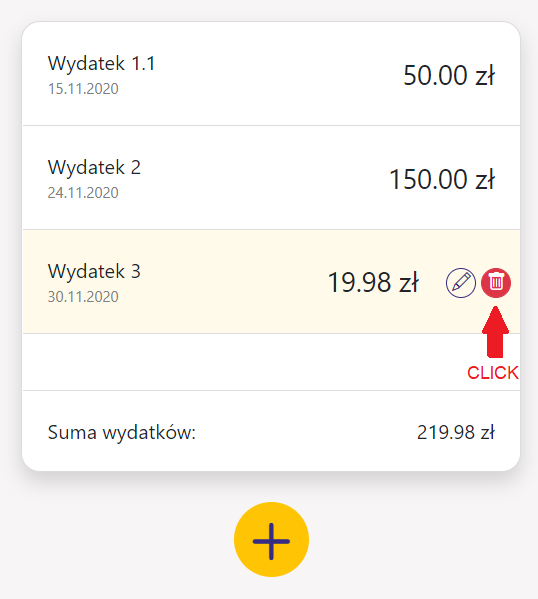 Wydatek 1.1
50.00 zł
15.11.2020
Wydatek 2
150.00 zł
24.11.2020
Wydatek 3
19.98 zł
30.11.2020
CLICK
Suma wydatków:
219.98 zł